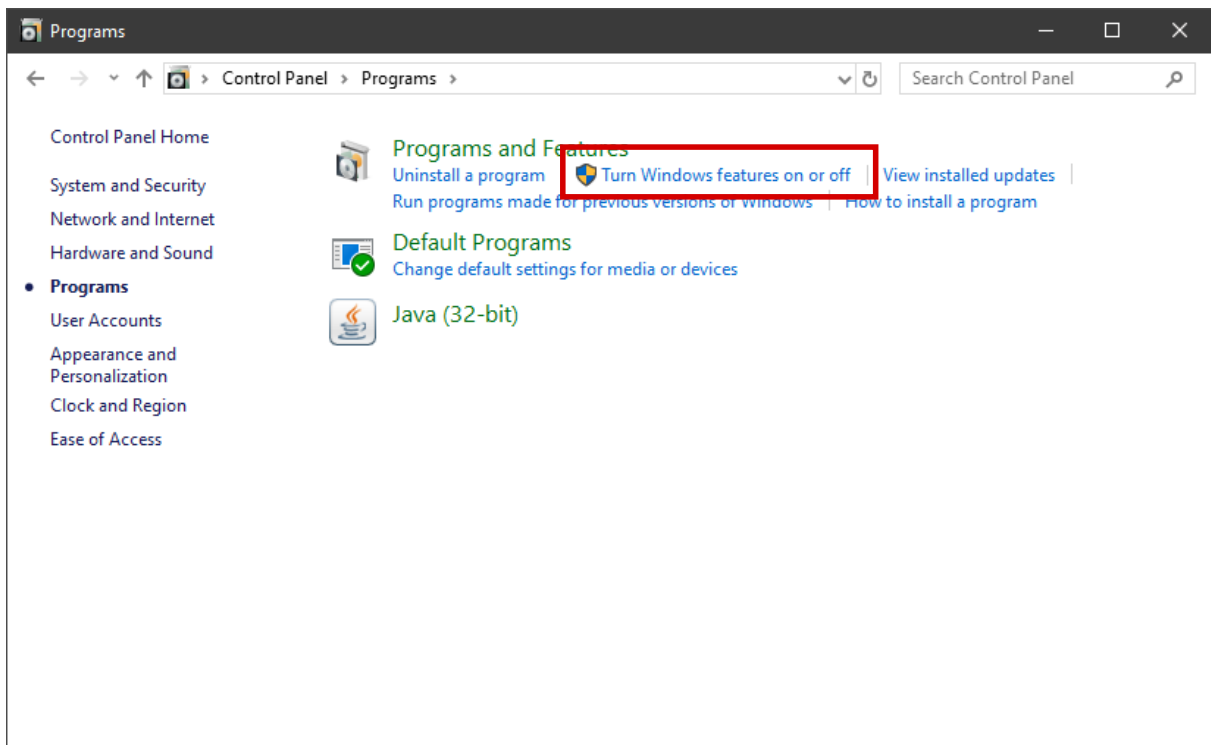 Programs
Control Panel > Programs >
Search Control Panel
Control Panel Home
System and Security
Network and Internet
Hardware and Sound
Programs
User Accounts
Appearance and
Personalization
Clock and Region
Ease of Access
Programs and Features
Uninstall a program Turn Windows features on or off View installed updates
Run programs made for previous versions of Windows How to install a program
Default Programs
Change default settings for media or devices
Java (32-bit)